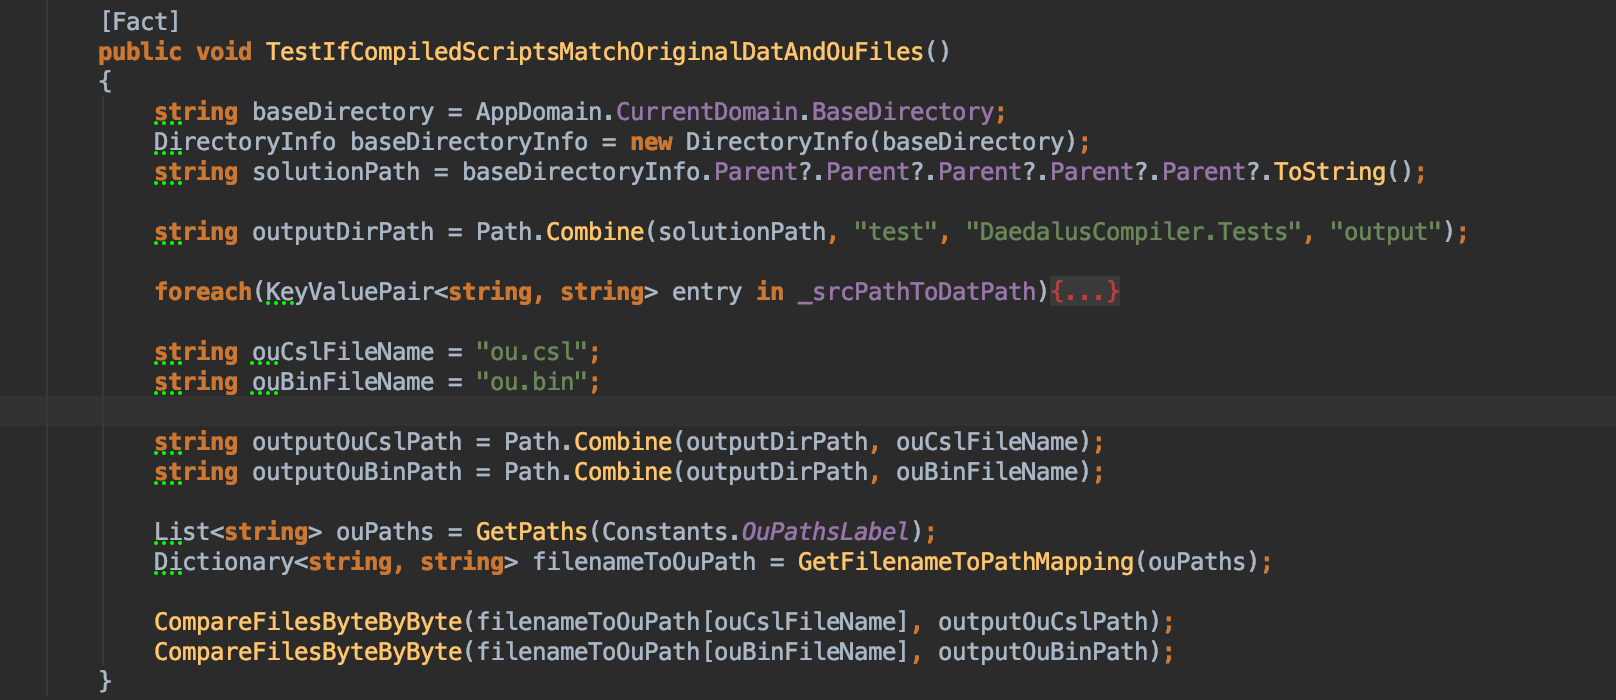 [Fact]
public void TestIfCompiledScriptsMatchOriginalDatAndOuFiles()
{
string baseDirectory = AppDomain.CurrentDomain.BaseDirectory;
DirectoryInfo baseDirectoryInfo = new DirectoryInfo(baseDirectory);
string solutionPath = baseDirectoryInfo.Parent?.Parent?.Parent?.Parent?.Parent?.ToString();
string outputDirPath = Path.Combine(solutionPath, "test", "DaedalusCompiler.Tests", "output");
foreach(KeyValuePair<string, string> entry in _srcPathToDatPath){...}
string ouCslFileName = "ou.csl";
string ouBinFileName = "ou.bin";
string outputOuCslPath = Path.Combine(outputDirPath, ouCslFileName);
string outputOuBinPath = Path.Combine(outputDirPath, ouBinFileName);
List<string> ouPaths = GetPaths(Constants.OuPathsLabel);
Dictionary<string, string> filenameToOuPath = GetFilenameToPathMapping(ouPaths);
CompareFilesByteByByte(filenameToOuPath[ouCslFileName], outputOuCslPath);
CompareFilesByteByByte(filenameToOuPath[ouBinFileName], outputOuBinPath);
}